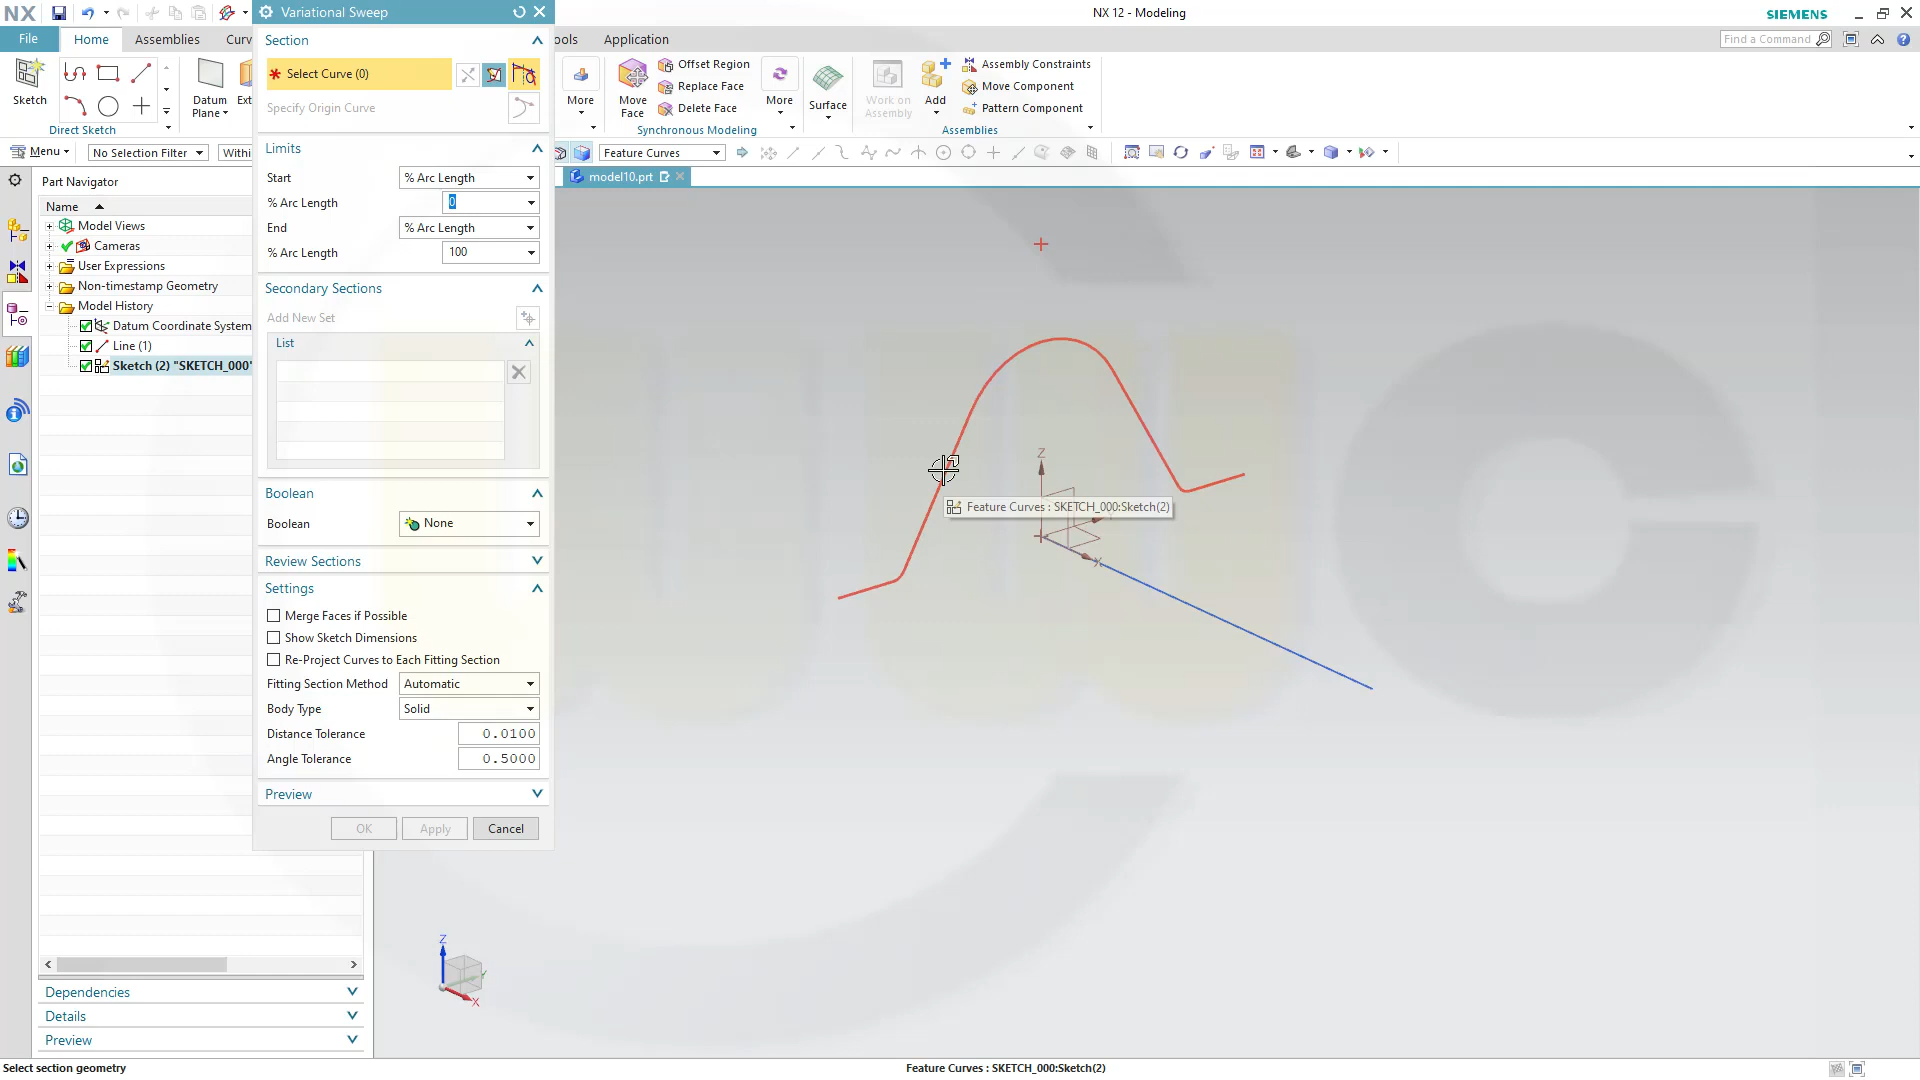 NX
Variational Sweep
NX 12 - Modeling
SIEMENS
File
Home
Assemblies
Curv
ools
Application
Find a Command
Sketch
Direct Sketch
Datum
Plane
Ext
Section
Select Curve (0)
Specify Origin Curve
Limits
Start
% Arc Length
% Arc Length
0
End
% Arc Length
% Arc Length
100
Secondary Sections
Add New Set
List
Boolean
Boolean
None
Review Sections
Settings
Merge Faces if Possible
Show Sketch Dimensions
Re-Project Curves to Each Fitting Section
Fitting Section Method
Automatic
Body Type
Solid
Distance Tolerance
0.0100
Angle Tolerance
0.5000
Preview
OK
Apply
Cancel
More
Move
Face
Offset Region
Replace Face
Delete Face
More
Synchronous Modeling
Surface
Work on
Assembly
Add
Assembly Constraints
Move Component
Pattern Component
Assemblies
Menu
No Selection Filter
Withi
Feature Curves
Part Navigator
model10.prt
Name
Model Views
Cameras
User Expressions
Non-timestamp Geometry
Model History
Datum Coordinate System
Line (1)
Sketch (2) "SKETCH_000"
Dependencies
Details
Preview
Z
X
Feature Curves : SKETCH_000:Sketch(2)
Z
X
Select section geometry
Feature Curves : SKETCH_000:Sketch(2)